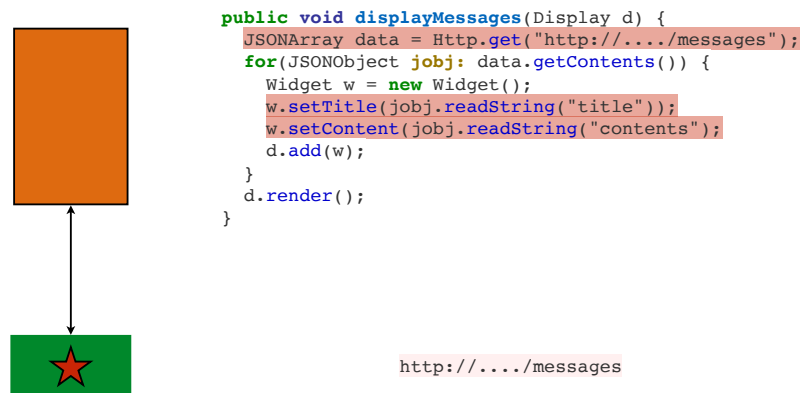 public void displayMessages(Display d) {
  JSONArray data = Http.get("http://..../messages");
  for(JSONObject jobj: data.getContents()) {
    Widget w = new Widget();
    w.setTitle(jobj.readString("title"));
    w.setContent(jobj.readString("contents");
    d.add(w);
  }
  d.render();
}
http://..../messages